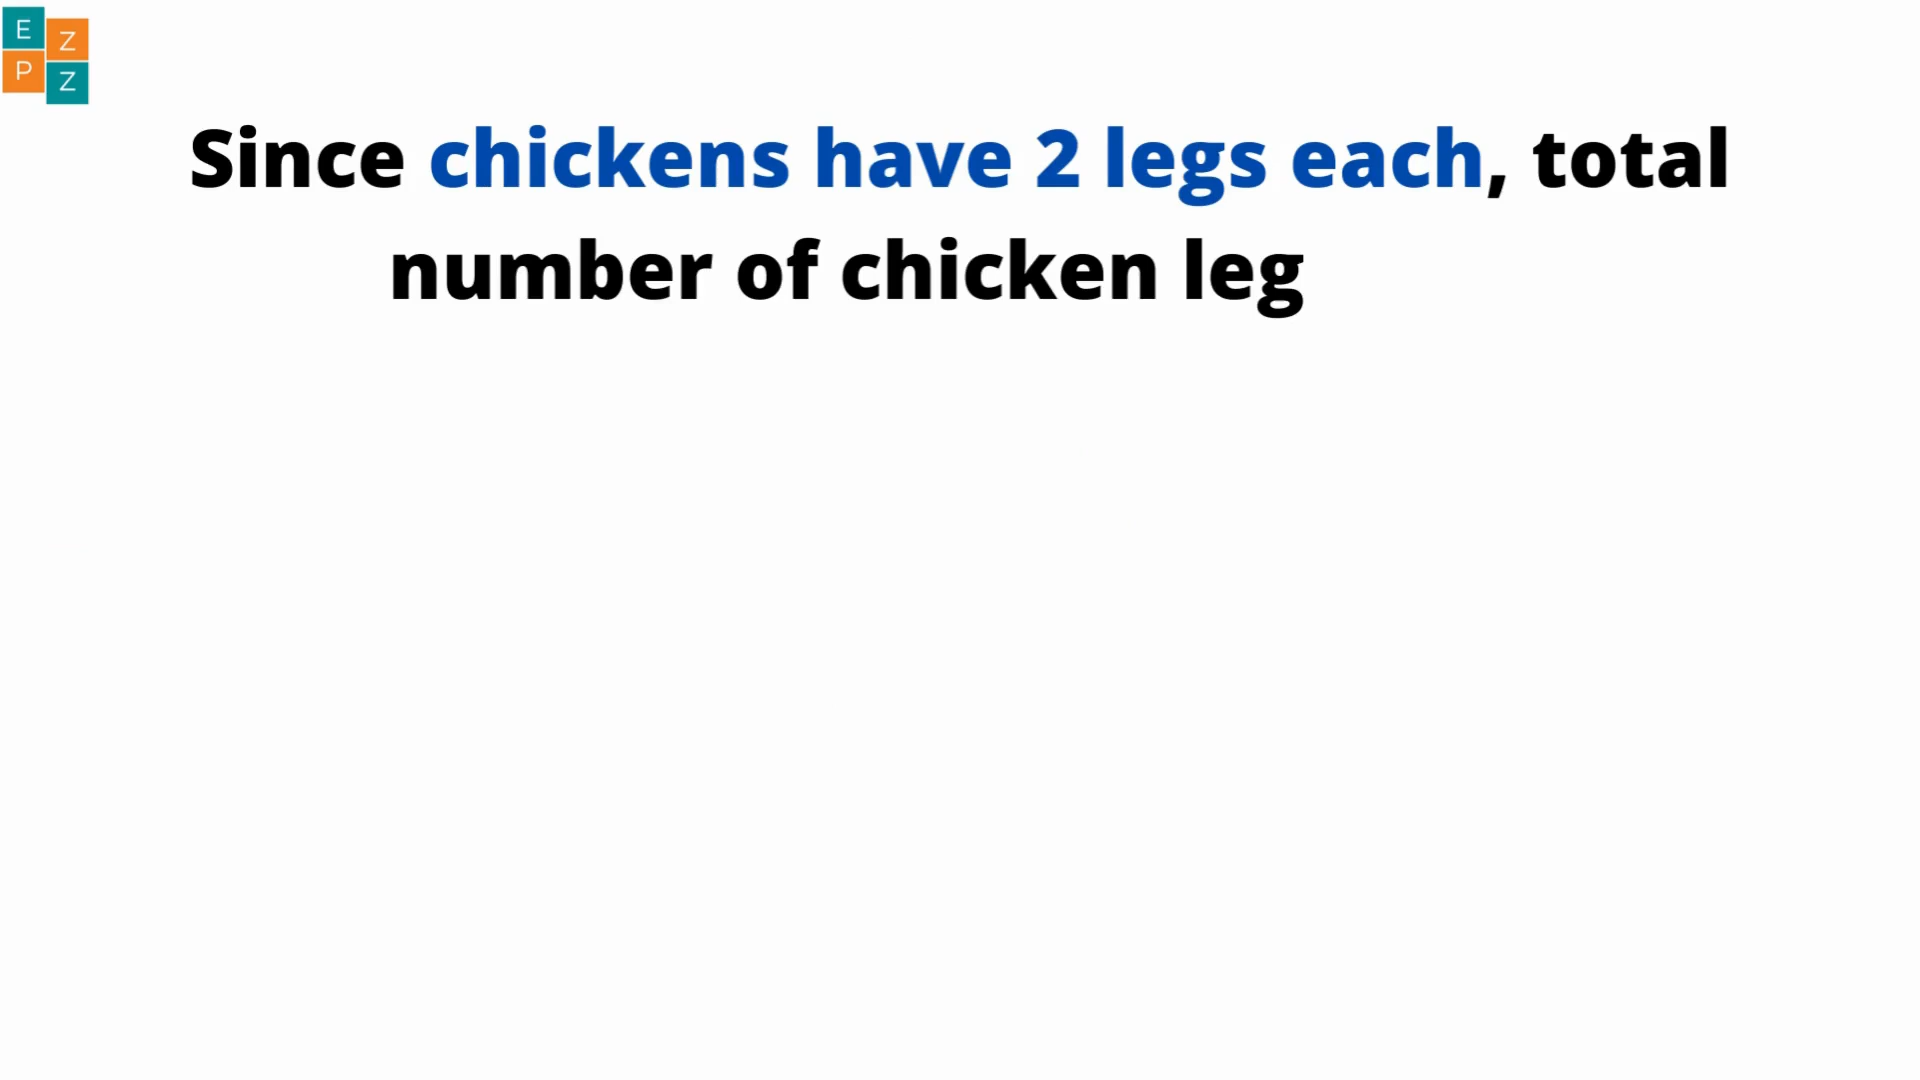 E Z
P Z
Since chickens have 2 legs each, total
number of chicken leg